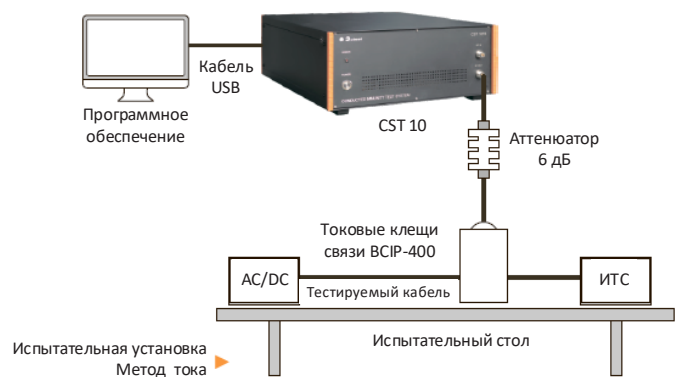 Кабель
USB
Программное
обеспечение
CST 10
Аттенюатор
6 дБ
Токовые клещи
связи BCIP-400
AC/DC
Тестируемый кабель
ИТС
Испытательный стол
Испытательная установка
Метод тока